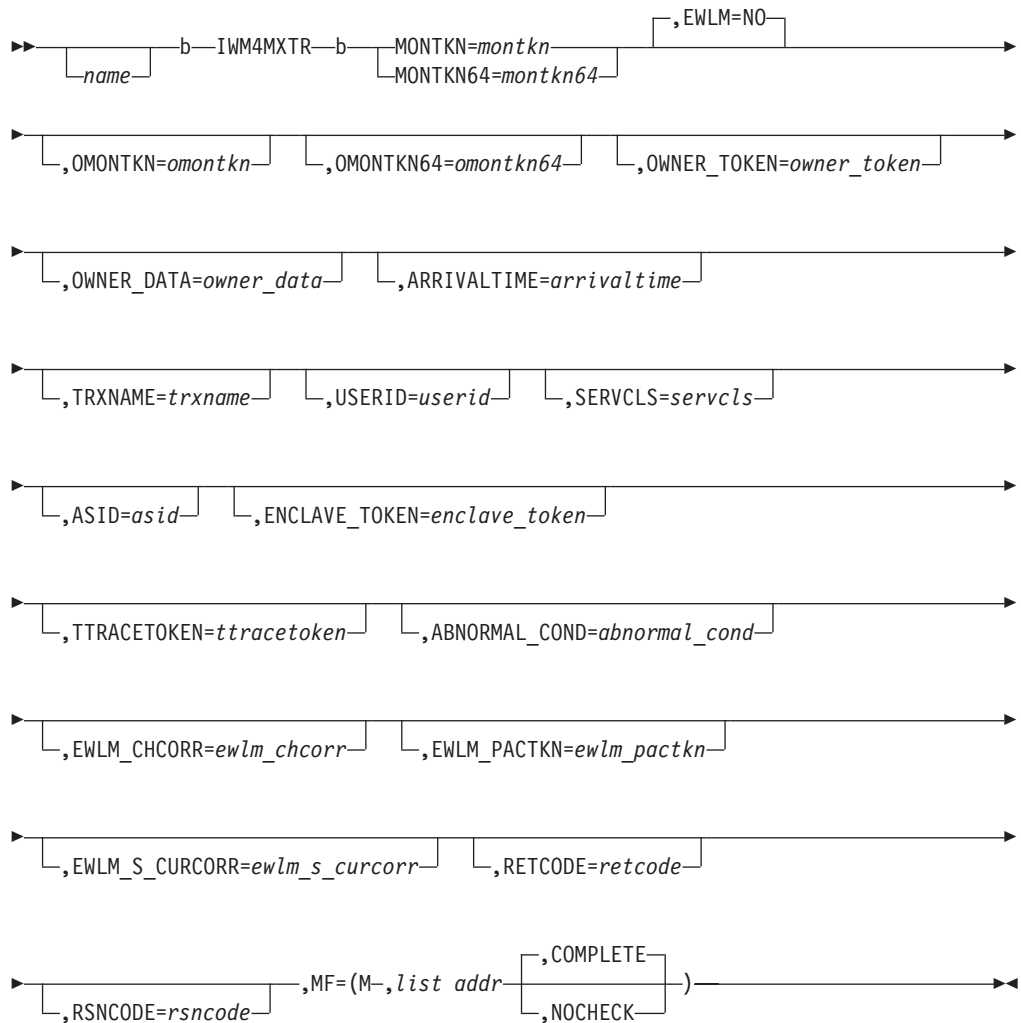 ,EWLM=NO
b IWM4MXTR b MONTKN=montkn
name MONTKN64=montkn64
,OMONTKN=omontkn ,OMONTKN64=omontkn64 ,OWNER_TOKEN=owner_token
,OWNER_DATA=owner_data ,ARRIVALTIME=arrivaltime
,TRXNAME=trxname ,USERID=userid ,SERVCLS=servcls
,ASID=asid ,ENCLAVE_TOKEN=enclave_token
,TTRACETOKEN=ttracetoken ,ABNORMAL_COND=abnormal_cond
,EWLM_CHCORR=ewlm_chcorr ,EWLM_PACTKN=ewlm_pactkn
,EWLM_S_CURCORR=ewlm_s_curcorr ,RETCODE=retcode
,COMPLETE
,MF=(M ,list addr )
,RSNCODE=rsncode ,NOCHECK